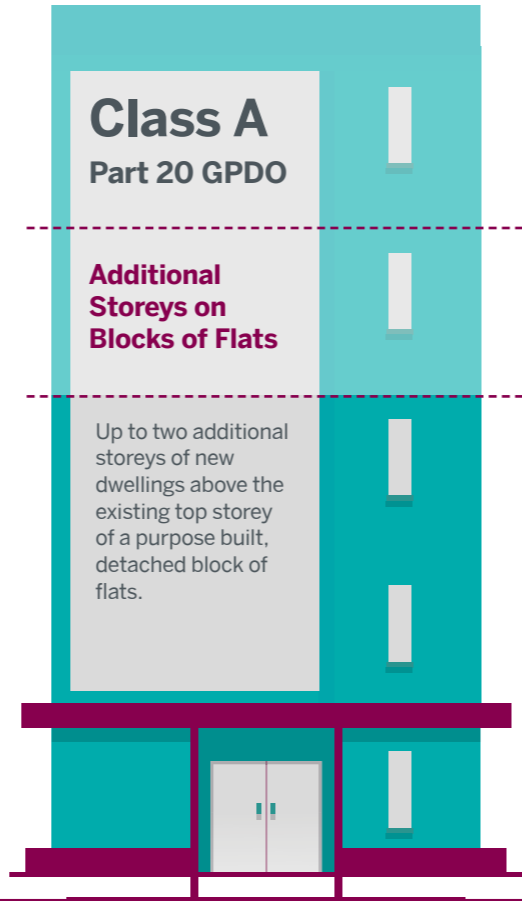 Class A
Part 20 GPDO
Additional
Storeys on
Blocks of Flats
Up to two additional
storeys of new
dwellings above the
existing top storey
of a purpose built,
detached block of
flats.